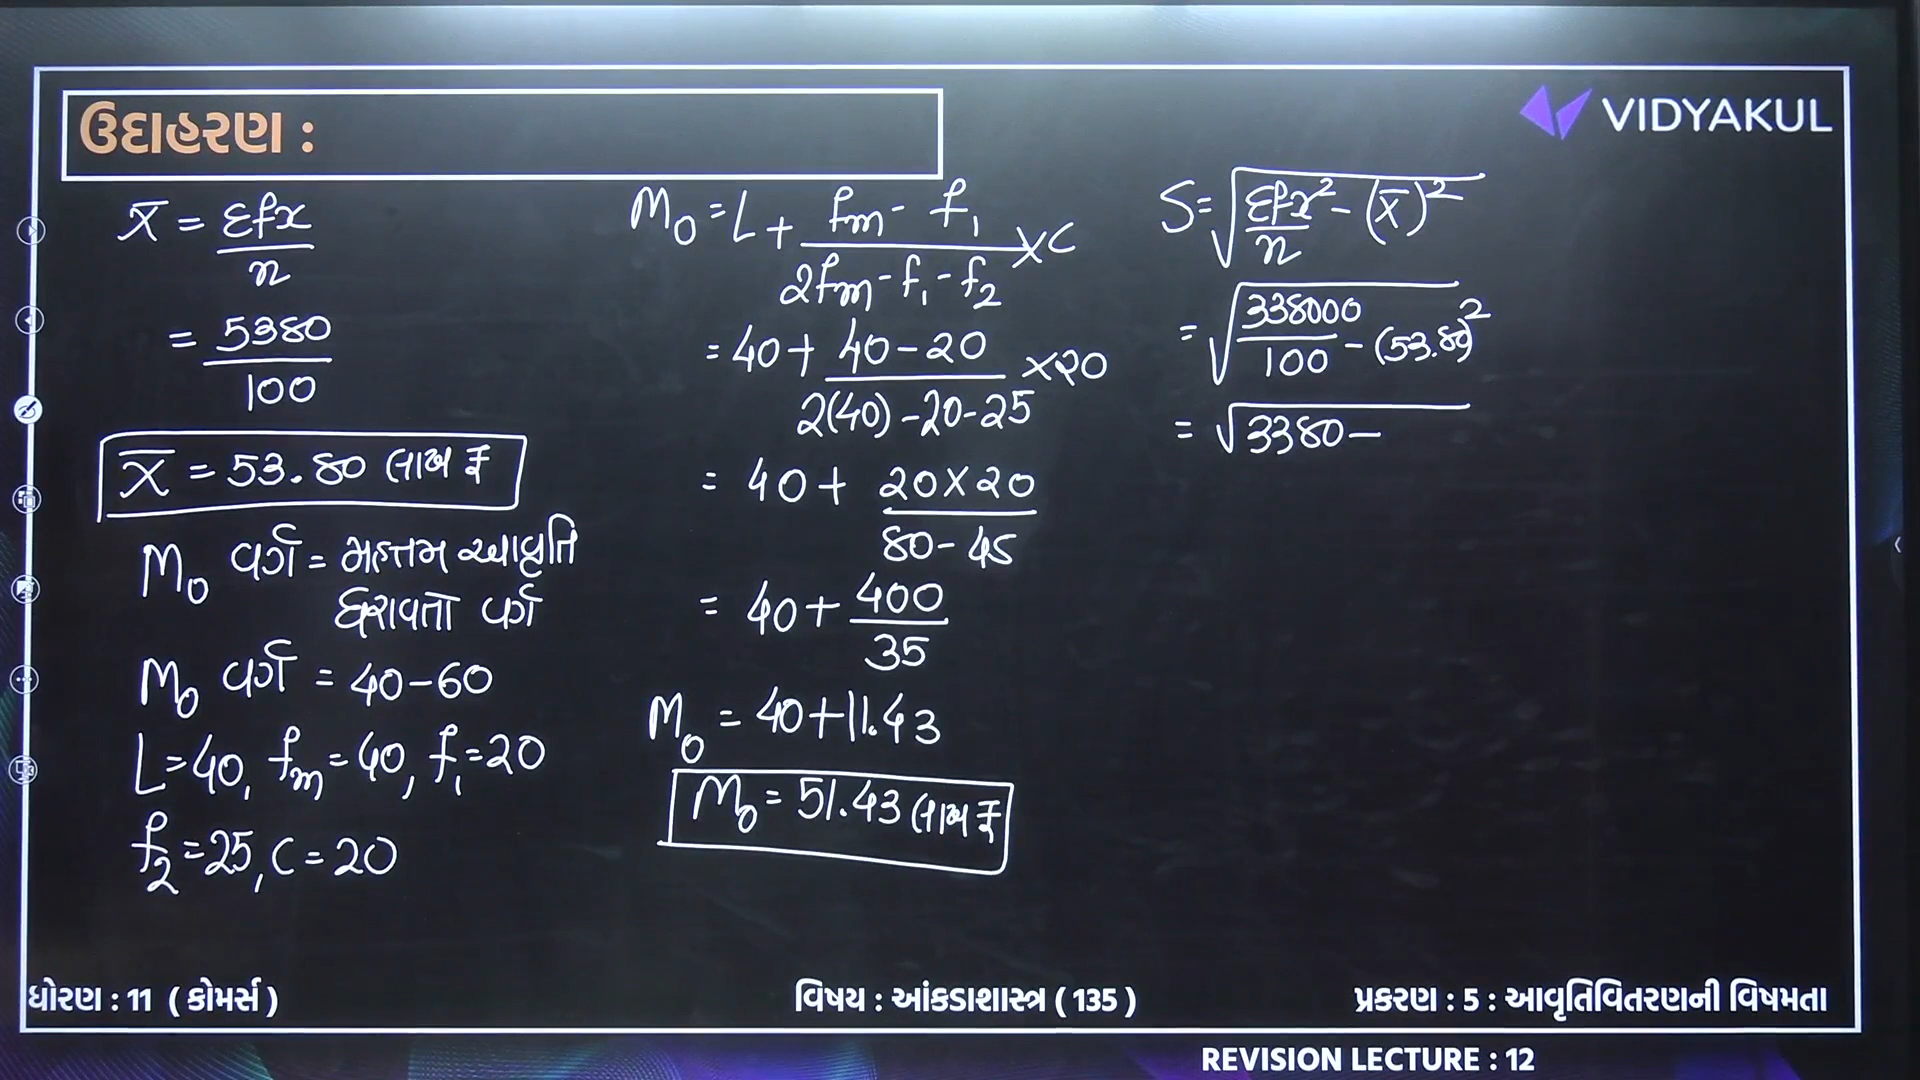 ઉદાહરણ :
VIDYAKUL
x̄ = Σfx / n
= 5380 / 100
x̄ = 53.80 લાખ ₹
M₀ વર્ગ = મહત્તમ આવૃતિ
ધરાવતો વર્ગ
M₀ વર્ગ = 40-60
L=40, fm=40, f₁=20
f₂=25, C=20
M₀ = L + (fm - f₁) / (2fm - f₁ - f₂) × C
= 40 + (40-20) / (2(40)-20-25) × 20
= 40 + (20×20) / (80-45)
= 40 + 400 / 35
M₀ = 40+11.43
M₀ = 51.43 લાખ ₹
S = √(Σfx² / n - (x̄)²)
= √(338000 / 100 - (53.80)²)
= √3380 -
ધોરણ : 11 ( કોમર્સ )
વિષય : આંકડાશાસ્ત્ર ( 135 )
પ્રકરણ : 5 : આવૃતિવિતરણની વિષમતા
REVISION LECTURE : 12